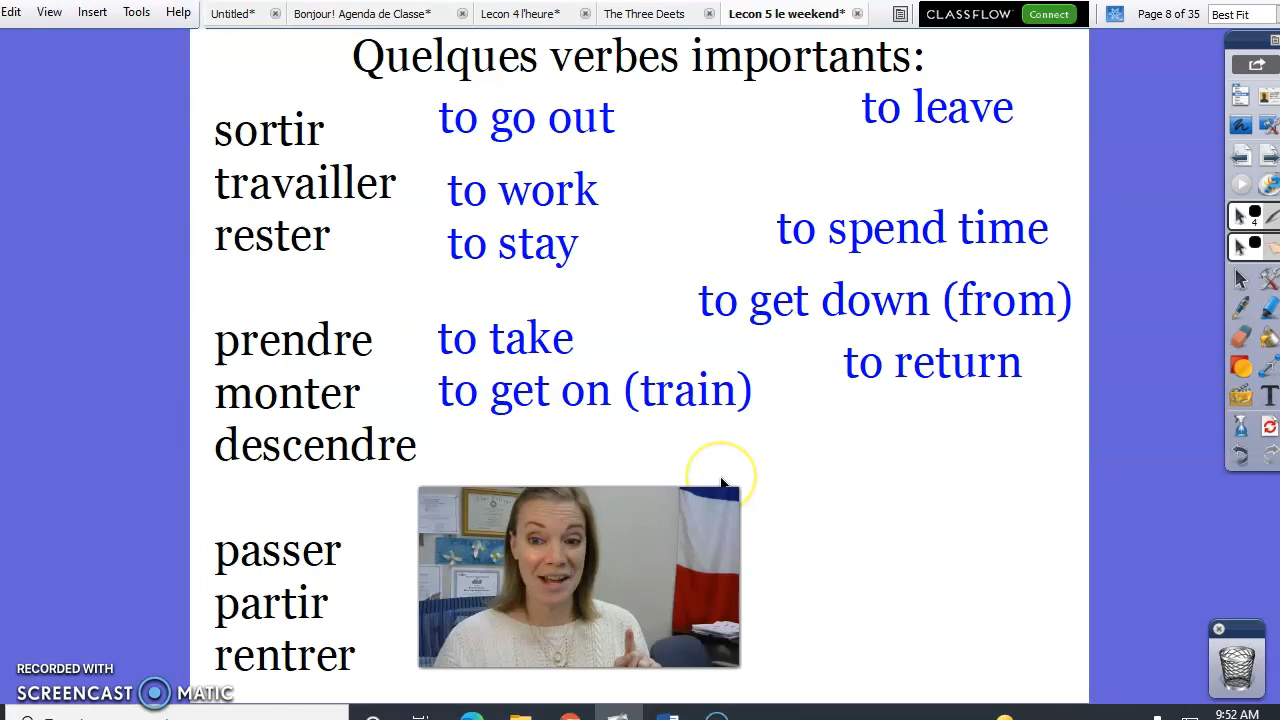 Edit View Insert Tools Help
Untitled* Bonjour Agenda de Classe* Lecon 4 l'heure* The Three Deets Lecon 5 le weekend* CLASSFLOW Connect Page 8 of 35 Best Fit
Quelques verbes importants:
sortir to go out to leave
travailler to work
rester to stay to spend time
to get down (from)
prendre to take to return
monter to get on (train)
descendre
passer
partir
rentrer
4
RECORDED WITH
SCREENCAST MATIC
9:52 AM